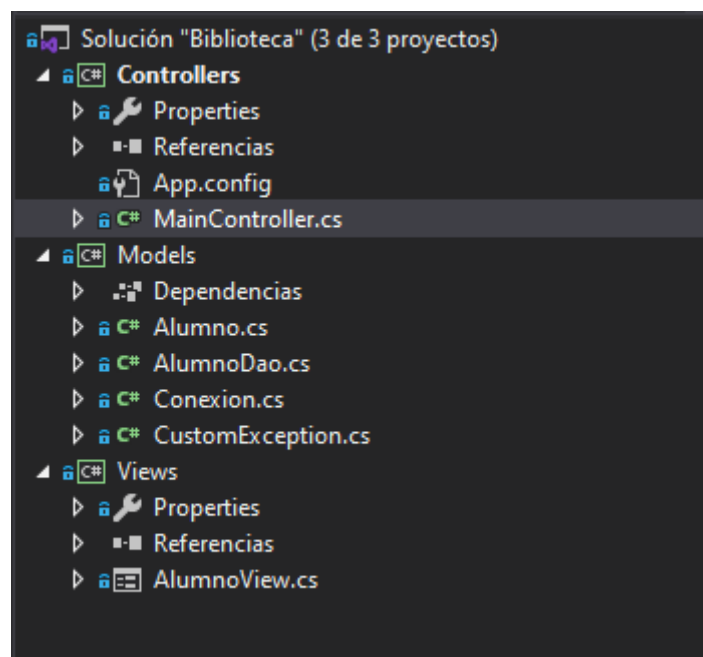 Solución "Biblioteca" (3 de 3 proyectos)
C# Controllers
Properties
Referencias
App.config
C# MainController.cs
C# Models
Dependencias
C# Alumno.cs
C# AlumnoDao.cs
C# Conexion.cs
C# CustomException.cs
C# Views
Properties
Referencias
AlumnoView.cs